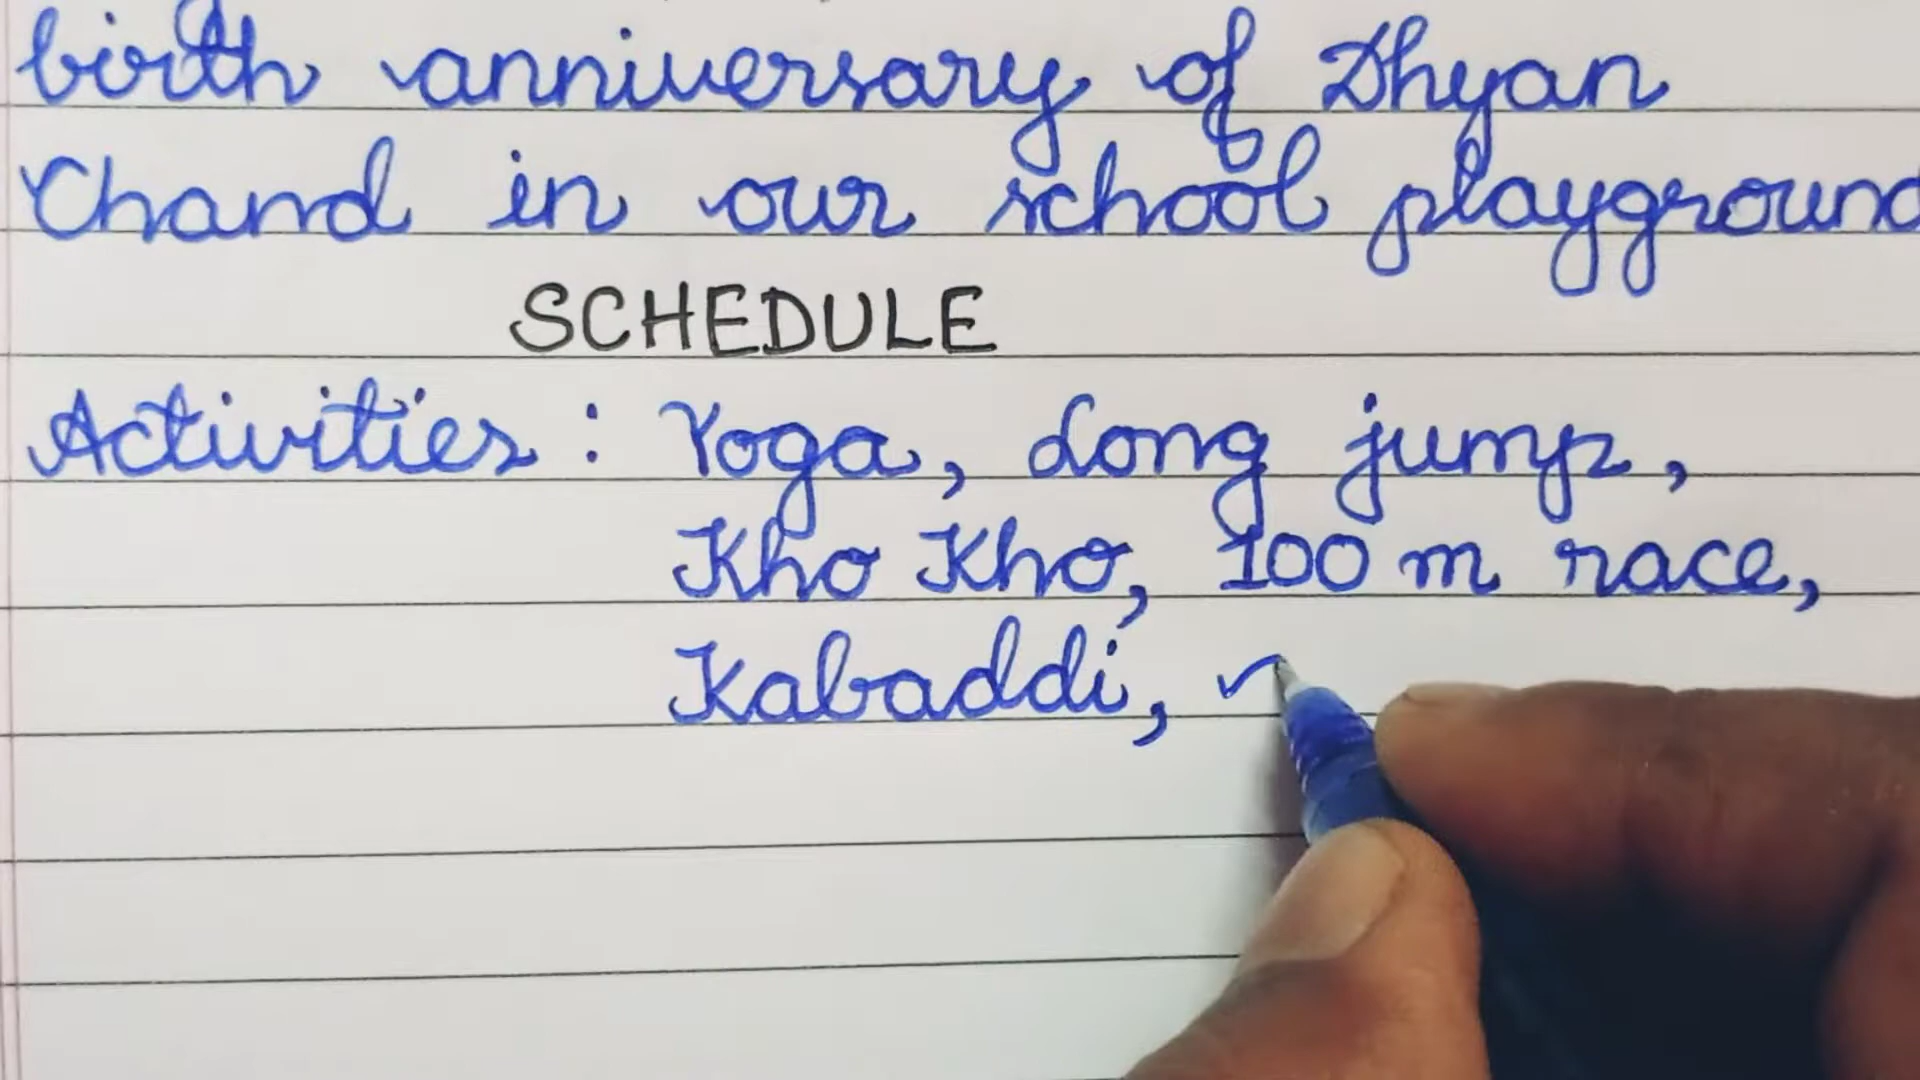 birth anniversary of Dhyan
Chand in our school playground
SCHEDULE
Activities : Yoga, Long jump,
Kho Kho, 100 m race,
Kabaddi,